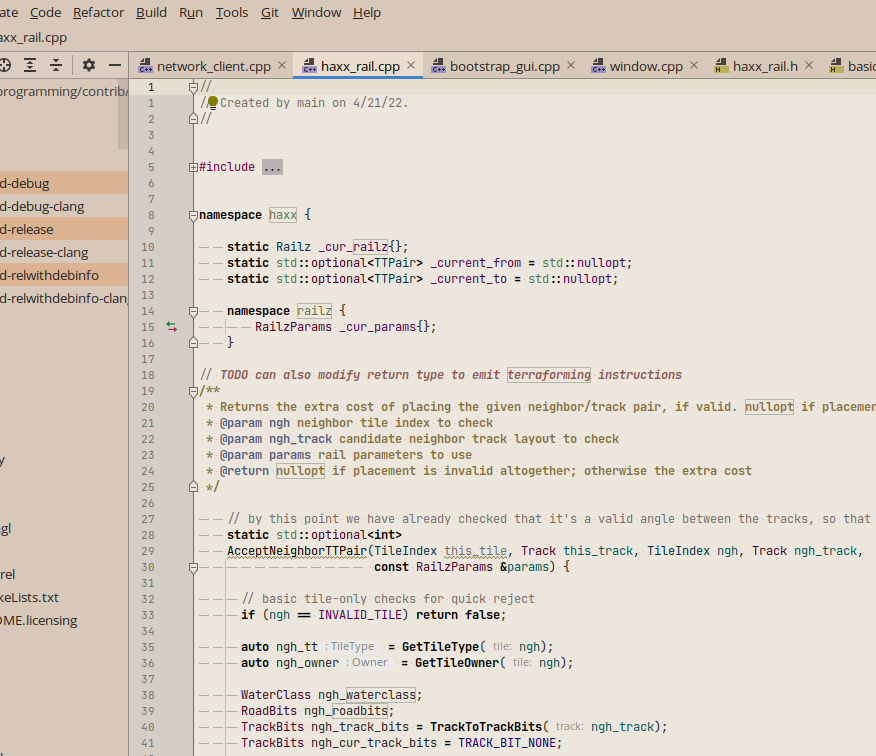 ate Code Refactor Build Run Tools Git Window Help
axx_rail.cpp
network_client.cpp haxx_rail.cpp bootstrap_gui.cpp window.cpp haxx_rail.h basic
programming/contrib/
d-debug
d-debug-clang
d-release
d-release-clang
d-relwithdebinfo
d-relwithdebinfo-clang
y
gl
rel
keLists.txt
OME.licensing
1 //
1 // Created by main on 4/21/22.
2 //
3
4
5 #include ...
6
7
8 namespace haxx {
9
10 static Railz _cur_railz{};
11 static std::optional<TTPair> _current_from = std::nullopt;
12 static std::optional<TTPair> _current_to = std::nullopt;
13
14 namespace railz {
15 RailzParams _cur_params{};
16 }
17
18 // TODO can also modify return type to emit terraforming instructions
19 /**
20 * Returns the extra cost of placing the given neighbor/track pair, if valid. nullopt if placemen
21 * @param ngh neighbor tile index to check
22 * @param ngh_track candidate neighbor track layout to check
23 * @param params rail parameters to use
24 * @return nullopt if placement is invalid altogether; otherwise the extra cost
25 */
26
27 // by this point we have already checked that it's a valid angle between the tracks, so that
28 static std::optional<int>
29 AcceptNeighborTTPair(TileIndex this_tile, Track this_track, TileIndex ngh, Track ngh_track,
30 const RailzParams &params) {
31
32 // basic tile-only checks for quick reject
33 if (ngh == INVALID_TILE) return false;
34
35 auto ngh_tt : TileType = GetTileType( tile: ngh);
36 auto ngh_owner : Owner = GetTileOwner( tile: ngh);
37
38 WaterClass ngh_waterclass;
39 RoadBits ngh_roadbits;
40 TrackBits ngh_track_bits = TrackToTrackBits( track: ngh_track);
41 TrackBits ngh_cur_track_bits = TRACK_BIT_NONE;